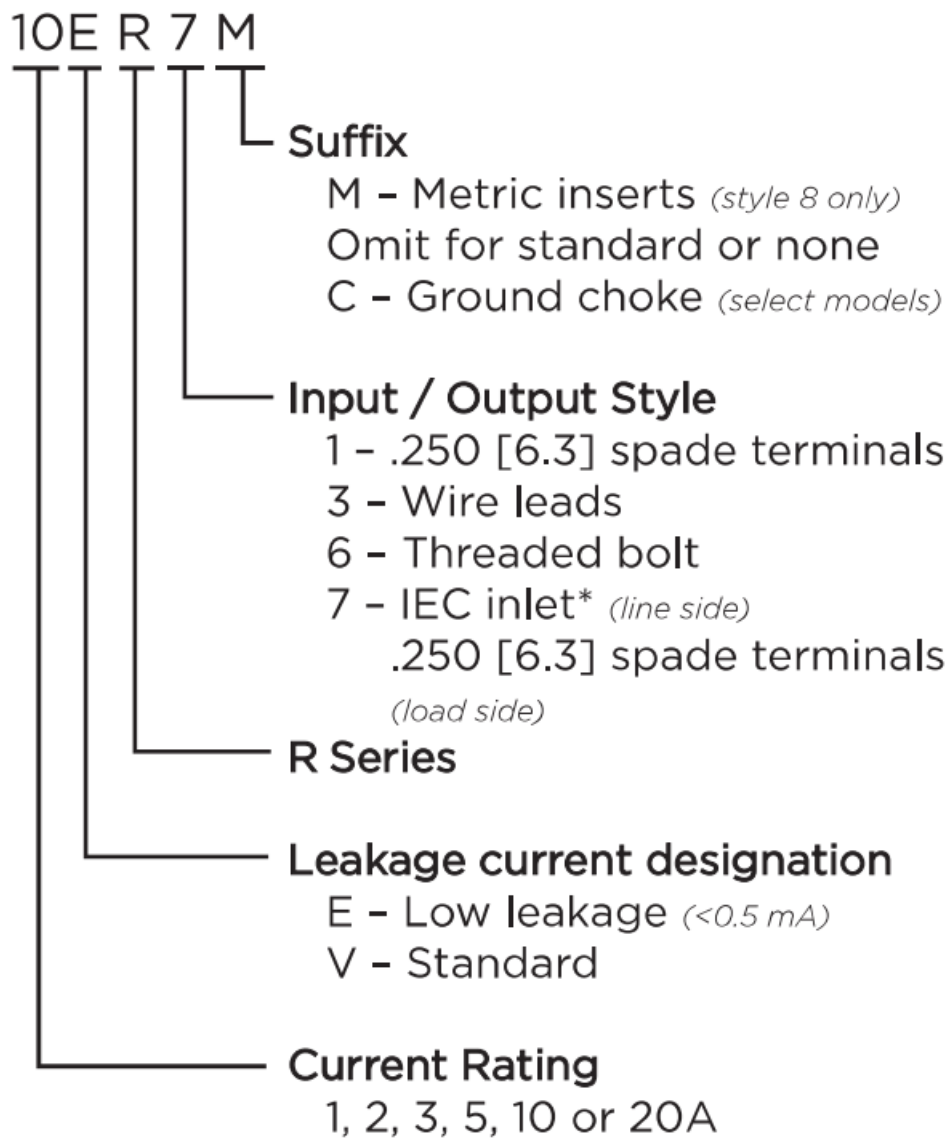 10E R 7 M
Suffix
M – Metric inserts (style 8 only)
Omit for standard or none
C – Ground choke (select models)
Input / Output Style
1 – .250 [6.3] spade terminals
3 – Wire leads
6 – Threaded bolt
7 – IEC inlet* (line side)
.250 [6.3] spade terminals
(load side)
R Series
Leakage current designation
E – Low leakage (<0.5 mA)
V – Standard
Current Rating
1, 2, 3, 5, 10 or 20A